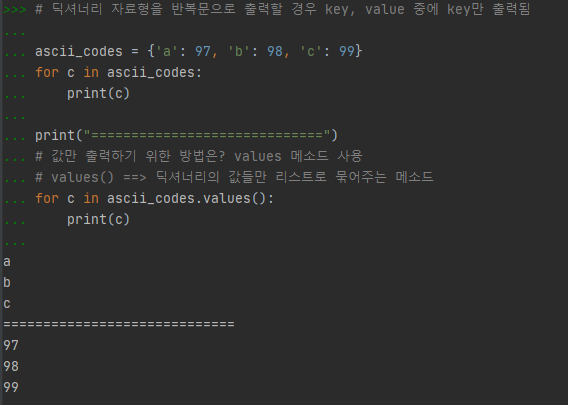 >>> # 딕셔너리 자료형을 반복문으로 출력할 경우 key, value 중에 key만 출력됨
...
... ascii_codes = {'a': 97, 'b': 98, 'c': 99}
... for c in ascii_codes:
...     print(c)
...
... print("=============================")
... # 값만 출력하기 위한 방법은? values 메소드 사용
... # values() ==> 딕셔너리의 값들만 리스트로 묶어주는 메소드
... for c in ascii_codes.values():
...     print(c)
...
a
b
c
=============================
97
98
99